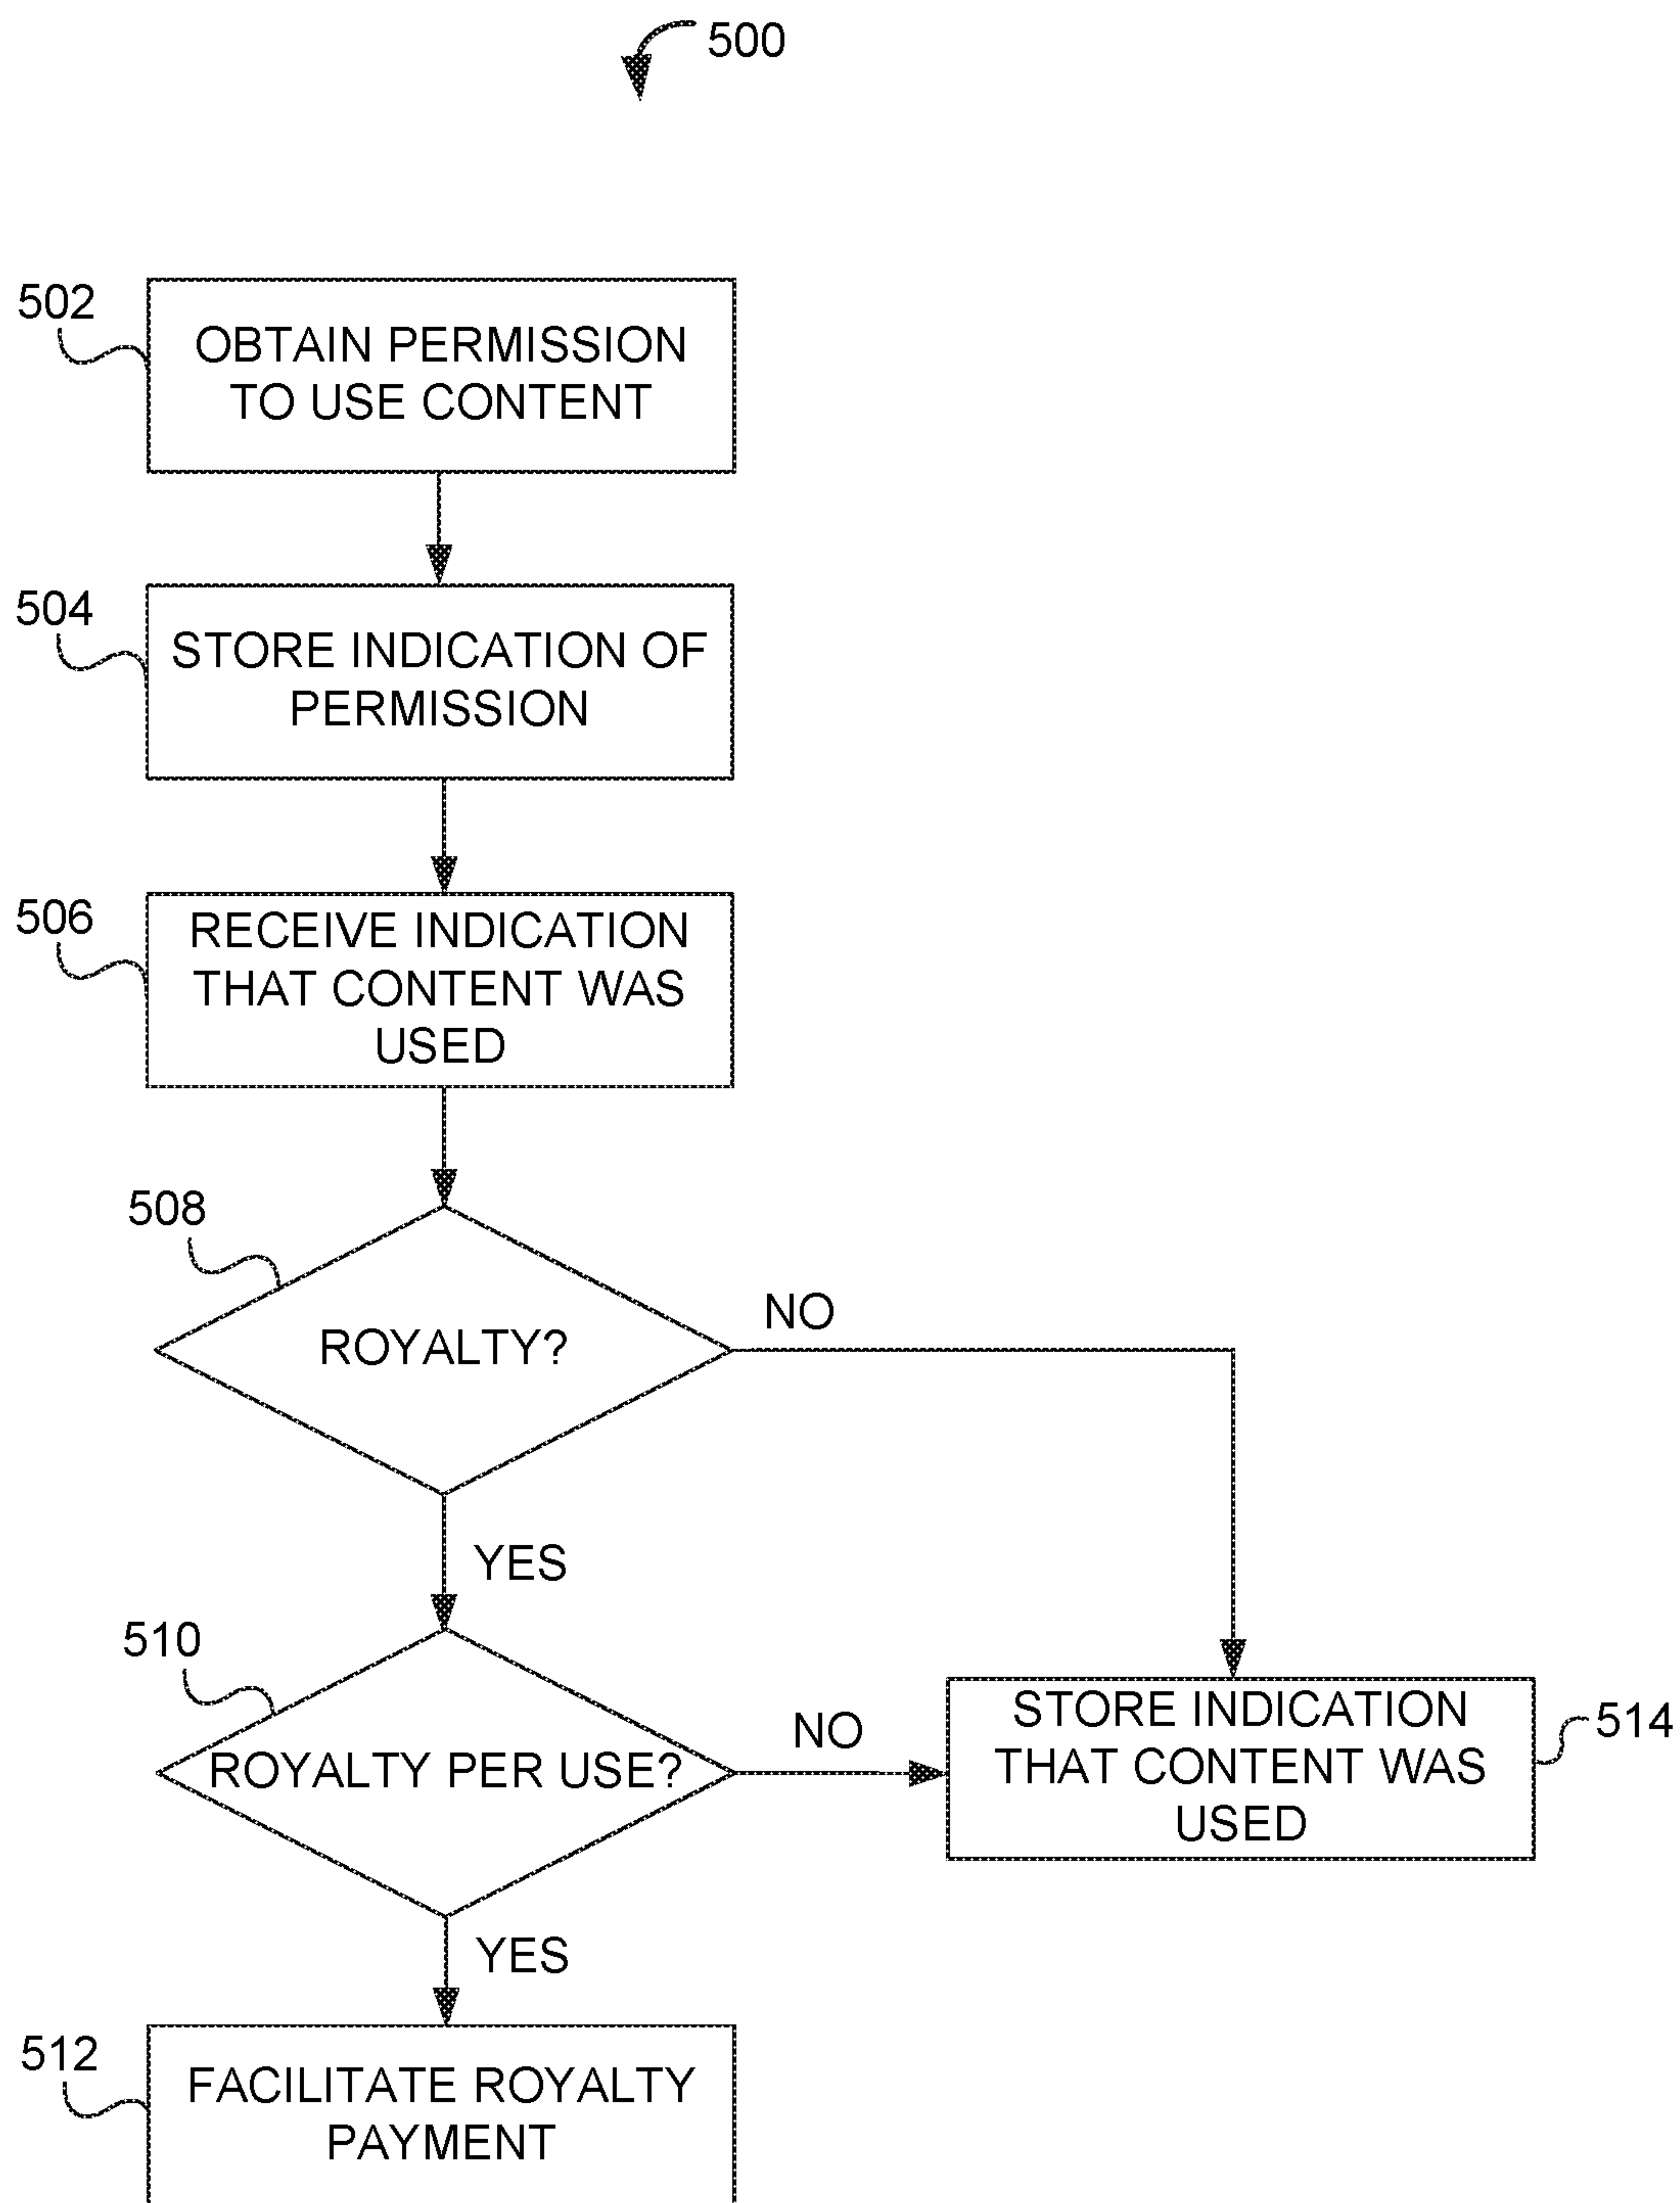 500
502
OBTAIN PERMISSION
TO USE CONTENT
504
STORE INDICATION OF
PERMISSION
506
RECEIVE INDICATION
THAT CONTENT WAS
USED
508
ROYALTY?
NO
YES
510
ROYALTY PER USE?
NO
STORE INDICATION
THAT CONTENT WAS
USED
514
YES
512
FACILITATE ROYALTY
PAYMENT